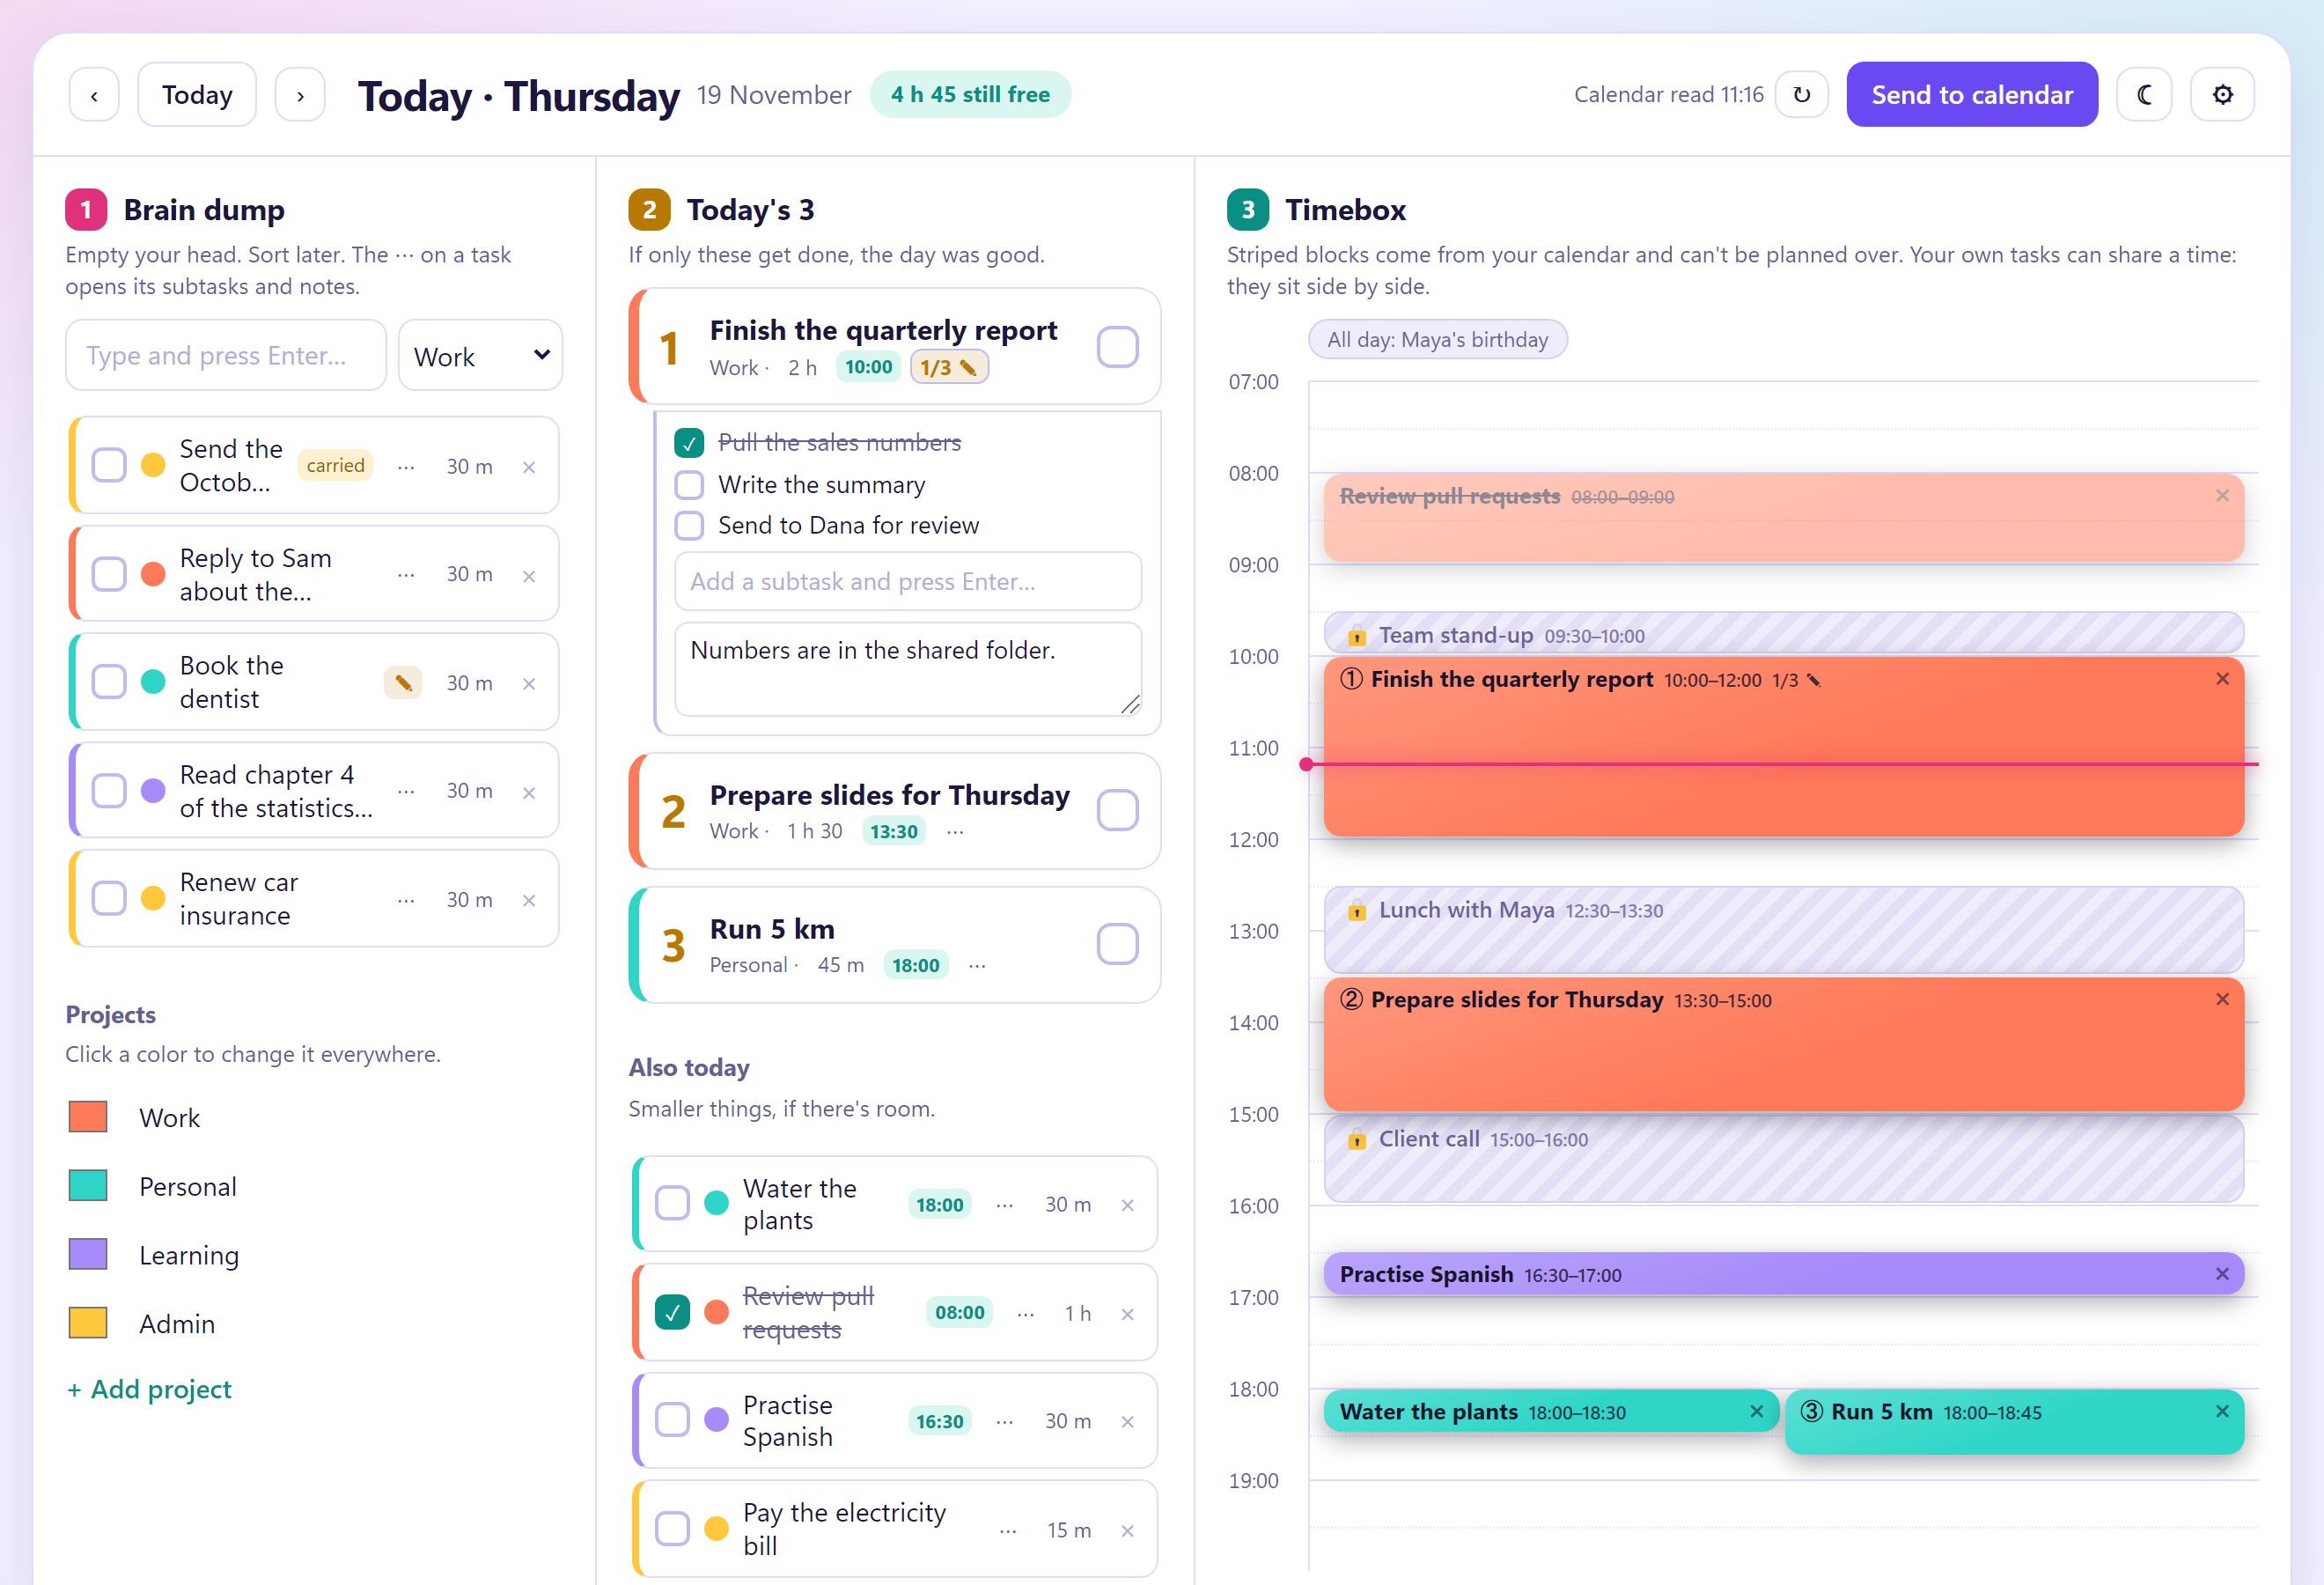 ‹ Today › Today · Thursday 19 November 4 h 45 still free Calendar read 11:16 ↻ Send to calendar ☾ ⚙
1 Brain dump
Empty your head. Sort later. The ··· on a task
opens its subtasks and notes.
Type and press Enter... Work
Send the
Octob... carried ··· 30 m ×
Reply to Sam
about the... ··· 30 m ×
Book the
dentist ✏ 30 m ×
Read chapter 4
of the statistics... ··· 30 m ×
Renew car
insurance ··· 30 m ×
Projects
Click a color to change it everywhere.
Work
Personal
Learning
Admin
+ Add project
2 Today's 3
If only these get done, the day was good.
1 Finish the quarterly report
Work · 2 h 10:00 1/3 ✏
✓ Pull the sales numbers
Write the summary
Send to Dana for review
Add a subtask and press Enter...
Numbers are in the shared folder.
2 Prepare slides for Thursday
Work · 1 h 30 13:30 ···
3 Run 5 km
Personal · 45 m 18:00 ···
Also today
Smaller things, if there's room.
Water the
plants 18:00 ··· 30 m ×
✓ Review pull
requests 08:00 ··· 1 h ×
Practise
Spanish 16:30 ··· 30 m ×
Pay the electricity
bill ··· 15 m ×
3 Timebox
Striped blocks come from your calendar and can't be planned over. Your own tasks can share a time:
they sit side by side.
All day: Maya's birthday
07:00
08:00
Review pull requests 08:00–09:00 ×
09:00
🔒 Team stand-up 09:30–10:00
10:00
① Finish the quarterly report 10:00–12:00 1/3 ✏ ×
11:00
12:00
🔒 Lunch with Maya 12:30–13:30
13:00
② Prepare slides for Thursday 13:30–15:00 ×
14:00
15:00
🔒 Client call 15:00–16:00
16:00
Practise Spanish 16:30–17:00 ×
17:00
18:00
Water the plants 18:00–18:30 × ③ Run 5 km 18:00–18:45 ×
19:00